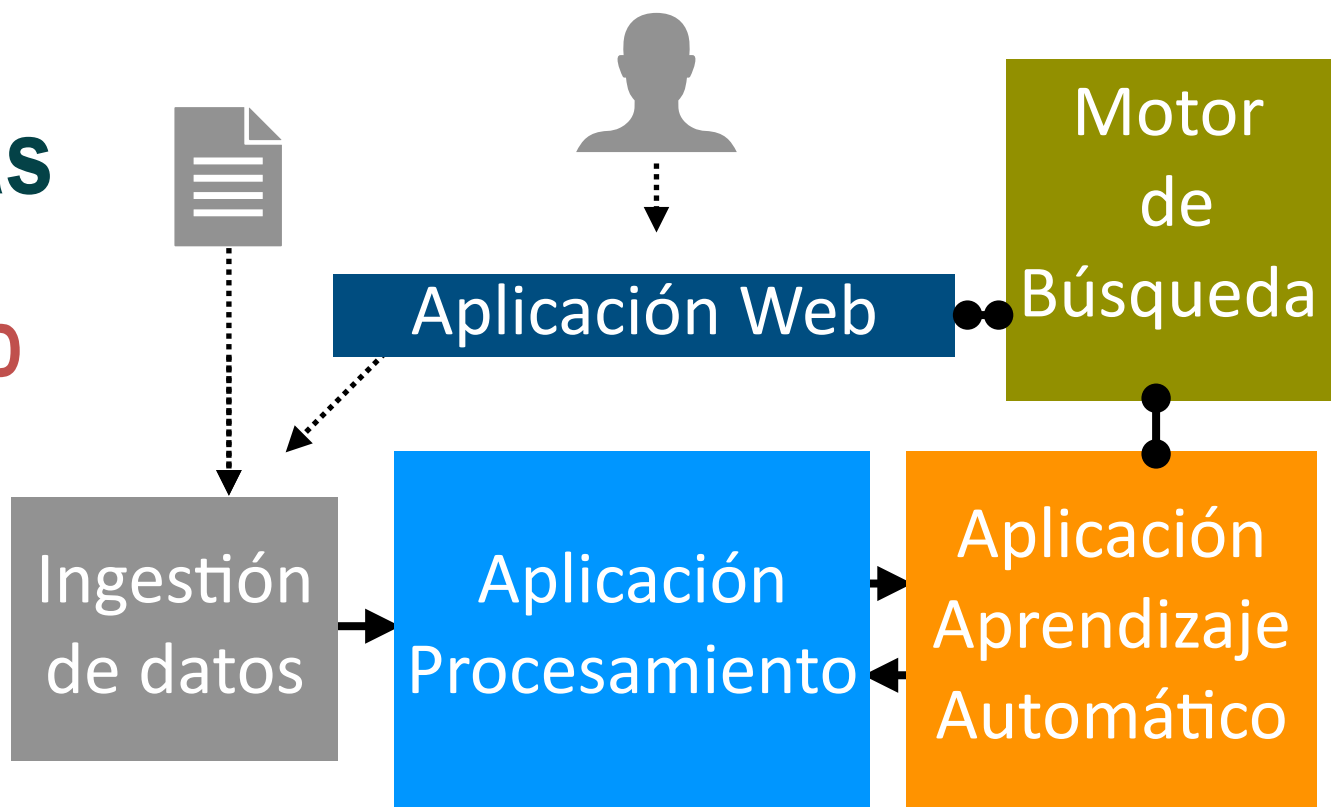 Motor
de
Búsqueda
Aplicación Web
Ingestión
de datos
Aplicación
Procesamiento
Aplicación
Aprendizaje
Automático